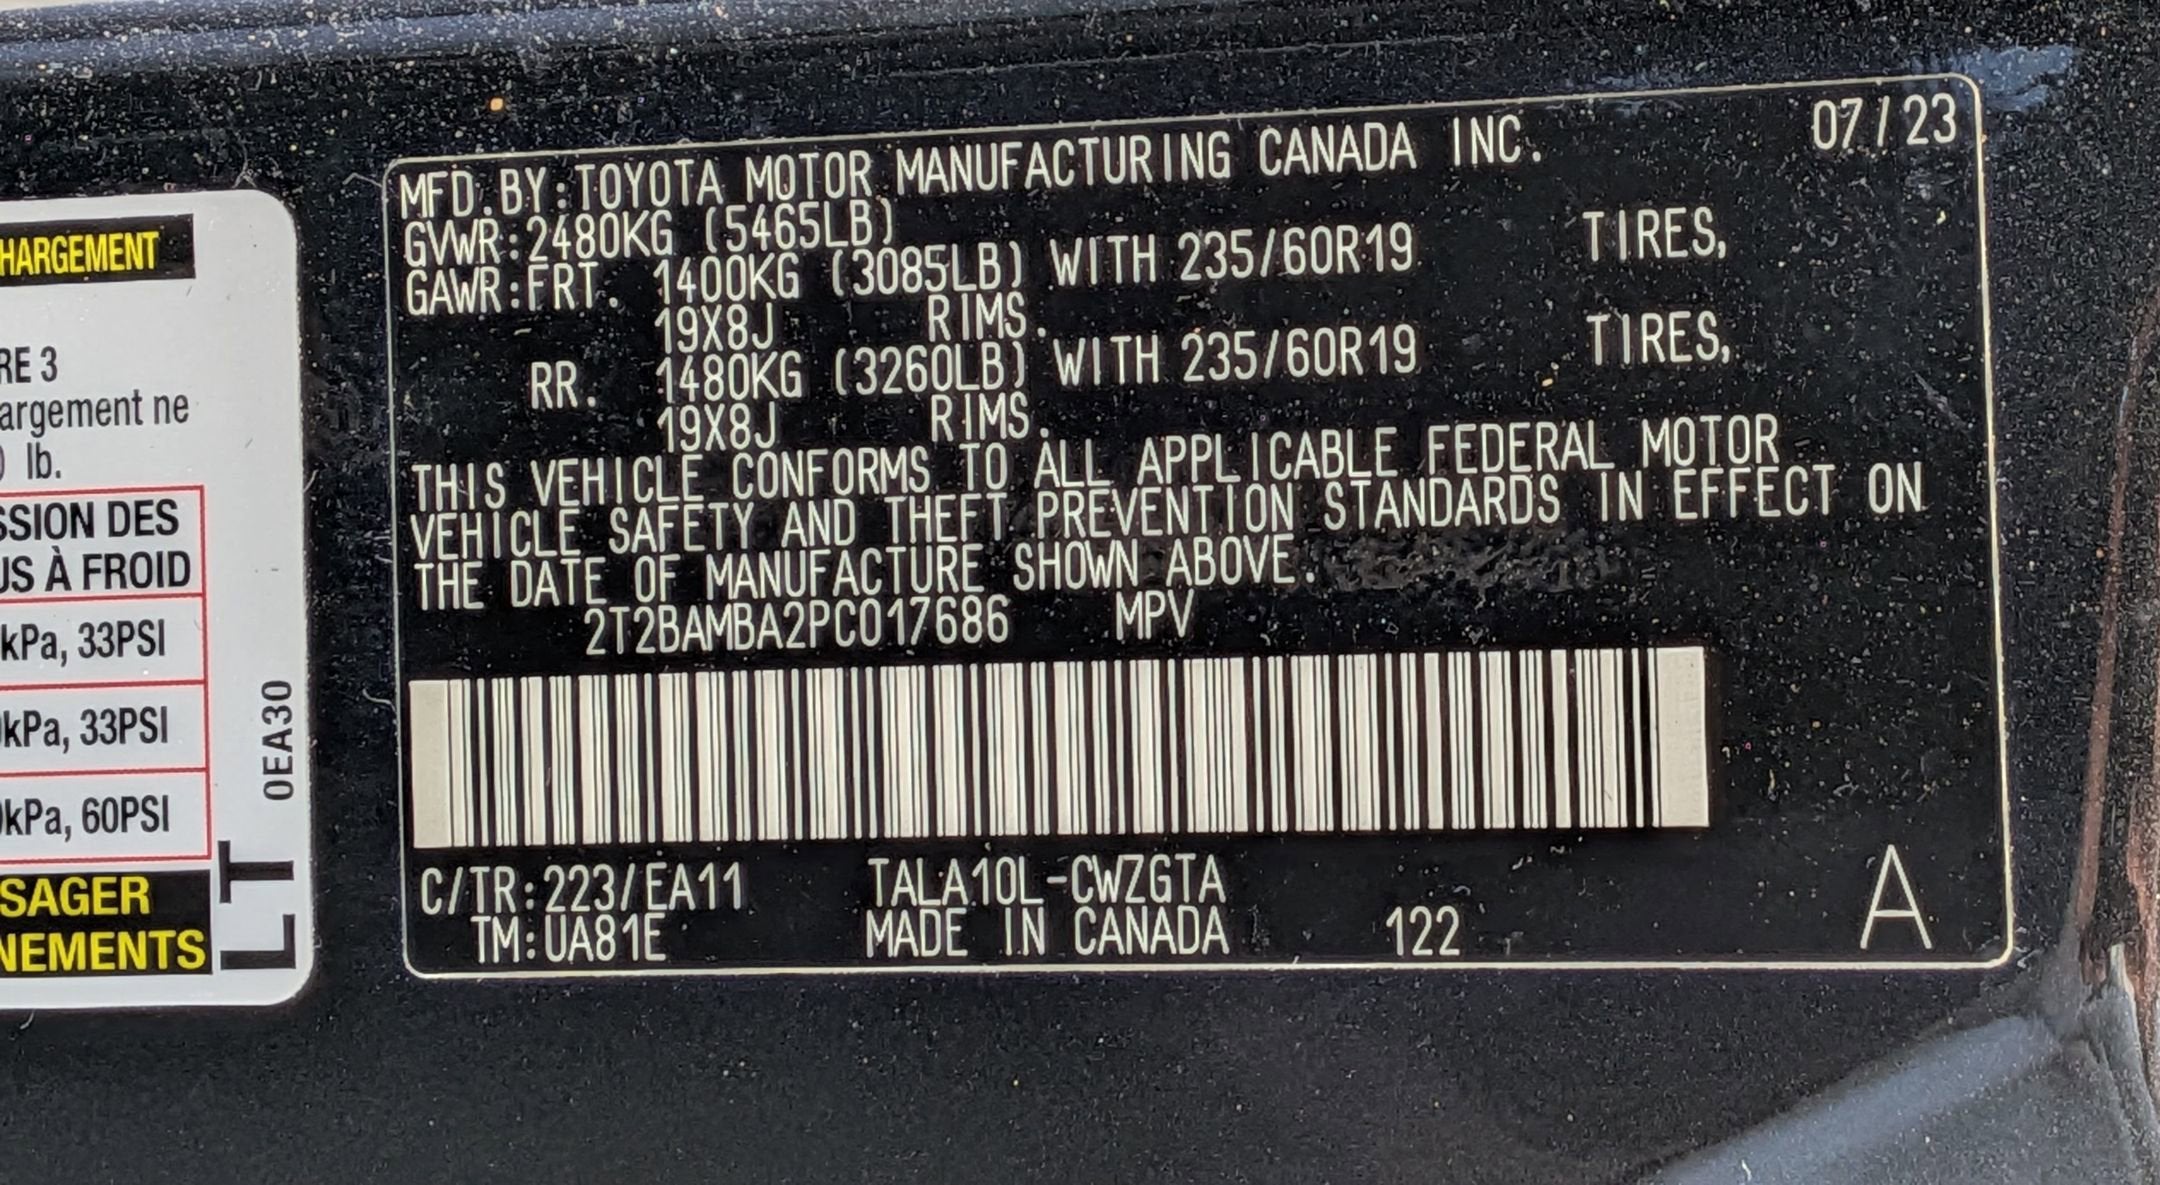 HARGEMENT
RE 3
argement ne
lb.
SSION DES
US À FROID
kPa, 33PSI
kPa, 33PSI
kPa, 60PSI
SAGER
NEMENTS
0EA30
LT
07/23
MFD.BY:TOYOTA MOTOR MANUFACTURING CANADA INC.
GVWR:2480KG (5465LB)
GAWR:FRT. 1400KG (3085LB) WITH 235/60R19 TIRES,
19X8J RIMS.
RR. 1480KG (3260LB) WITH 235/60R19 TIRES,
19X8J RIMS.
THIS VEHICLE CONFORMS TO ALL APPLICABLE FEDERAL MOTOR
VEHICLE SAFETY AND THEFT PREVENTION STANDARDS IN EFFECT ON
THE DATE OF MANUFACTURE SHOWN ABOVE.
2T2BAMBA2PC017686 MPV
C/TR:223/EA11 TALA10L-CWZGTA
TM:UA81E MADE IN CANADA 122 A